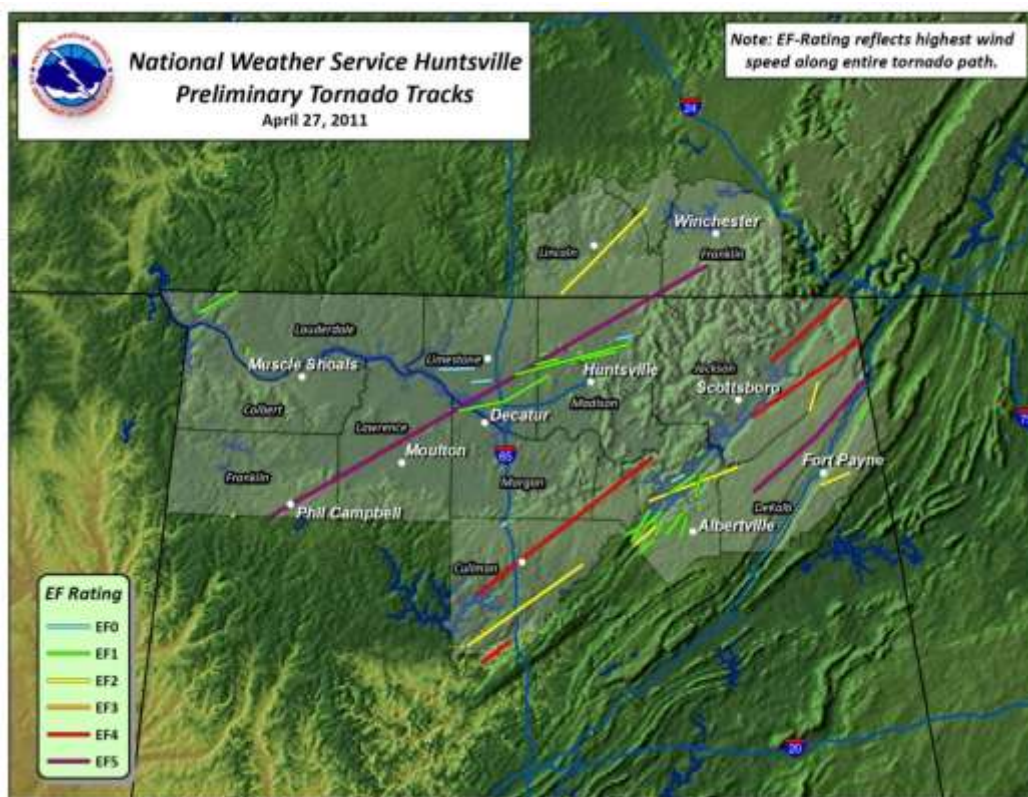 National Weather Service Huntsville
Preliminary Tornado Tracks
April 27, 2011
Note: EF-Rating reflects highest wind
speed along entire tornado path.
24
Winchester
Lincoln
Franklin
Lauderdale
Limestone
Muscle Shoals
Huntsville
Jackson
Scottsboro
Colbert
Madison
Decatur
Lawrence
Moulton
65
Fort Payne
Franklin
Morgan
DeKalb
Phil Campbell
Albertville
Cullman
EF Rating
EF0
EF1
EF2
EF3
EF4
EF5
20